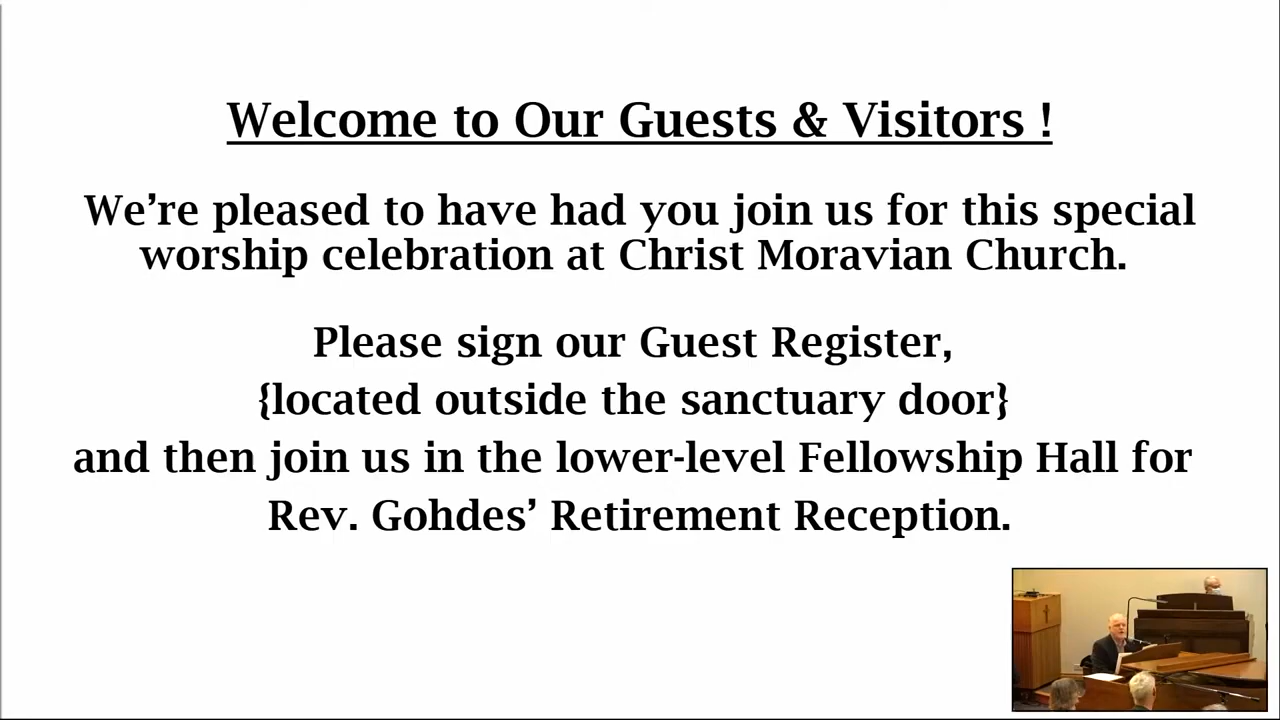 Welcome to Our Guests & Visitors !
We’re pleased to have had you join us for this special
worship celebration at Christ Moravian Church.
Please sign our Guest Register,
{located outside the sanctuary door}
and then join us in the lower-level Fellowship Hall for
Rev. Gohdes’ Retirement Reception.